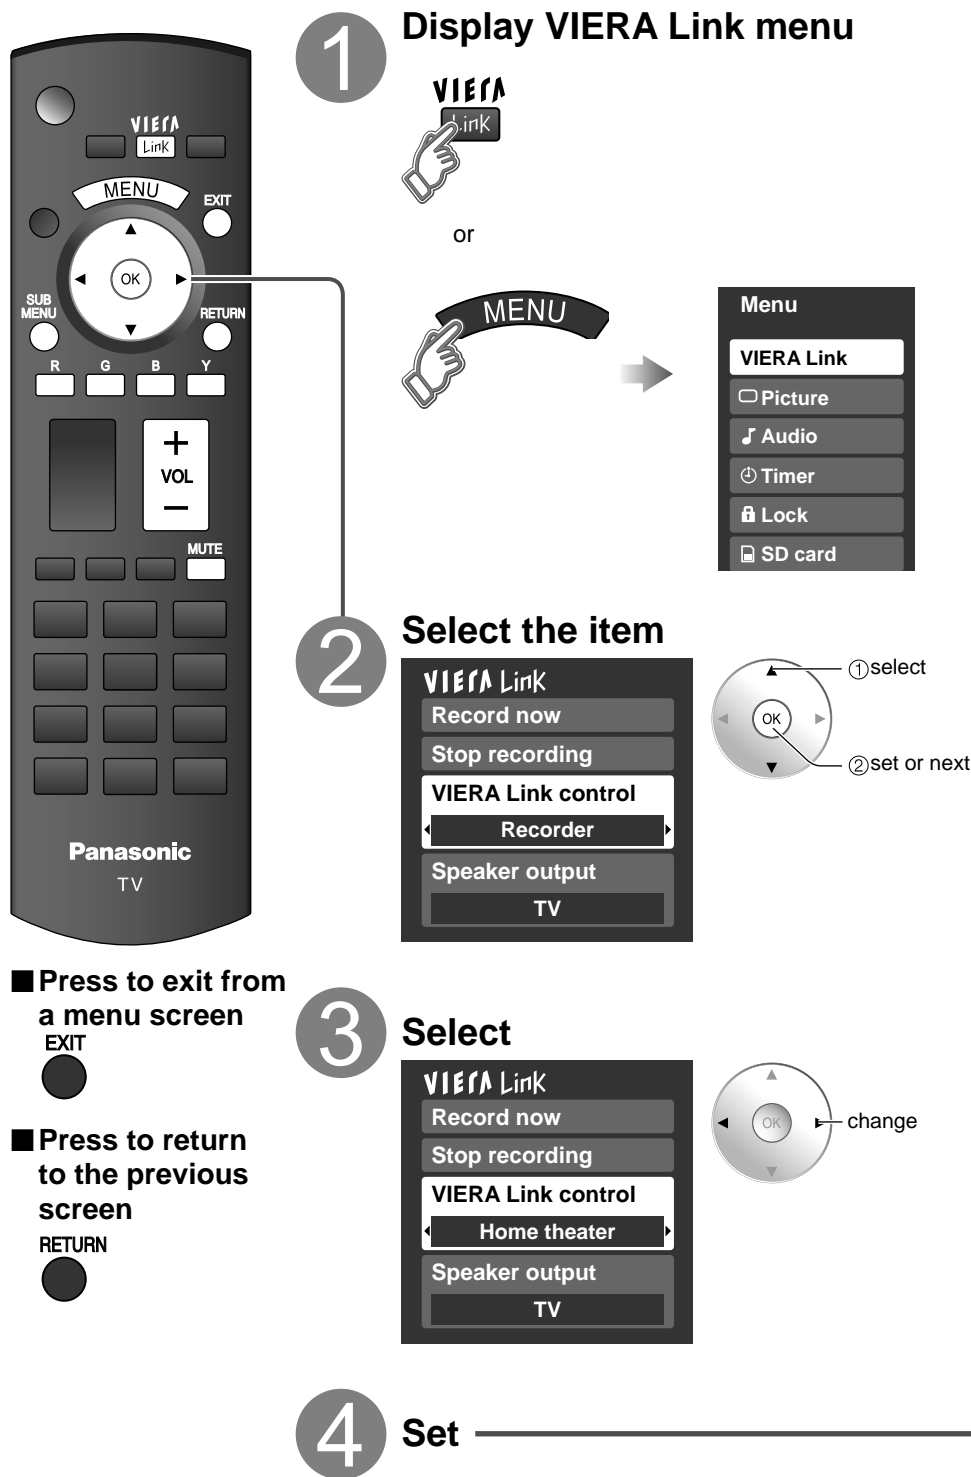 1
Display VIERA Link menu
VIERA
Link
or
MENU
Menu
VIERA Link
Picture
Audio
Timer
Lock
SD card
VIERA
Link
MENU
EXIT
OK
SUB
MENU
RETURN
R G B Y
+
VOL
−
MUTE
Panasonic
TV
2
Select the item
VIERA Link
Record now
Stop recording
VIERA Link control
Recorder
Speaker output
TV
OK
①select
②set or next
■Press to exit from
a menu screen
EXIT
■Press to return
to the previous
screen
RETURN
3
Select
VIERA Link
Record now
Stop recording
VIERA Link control
Home theater
Speaker output
TV
OK
change
4
Set